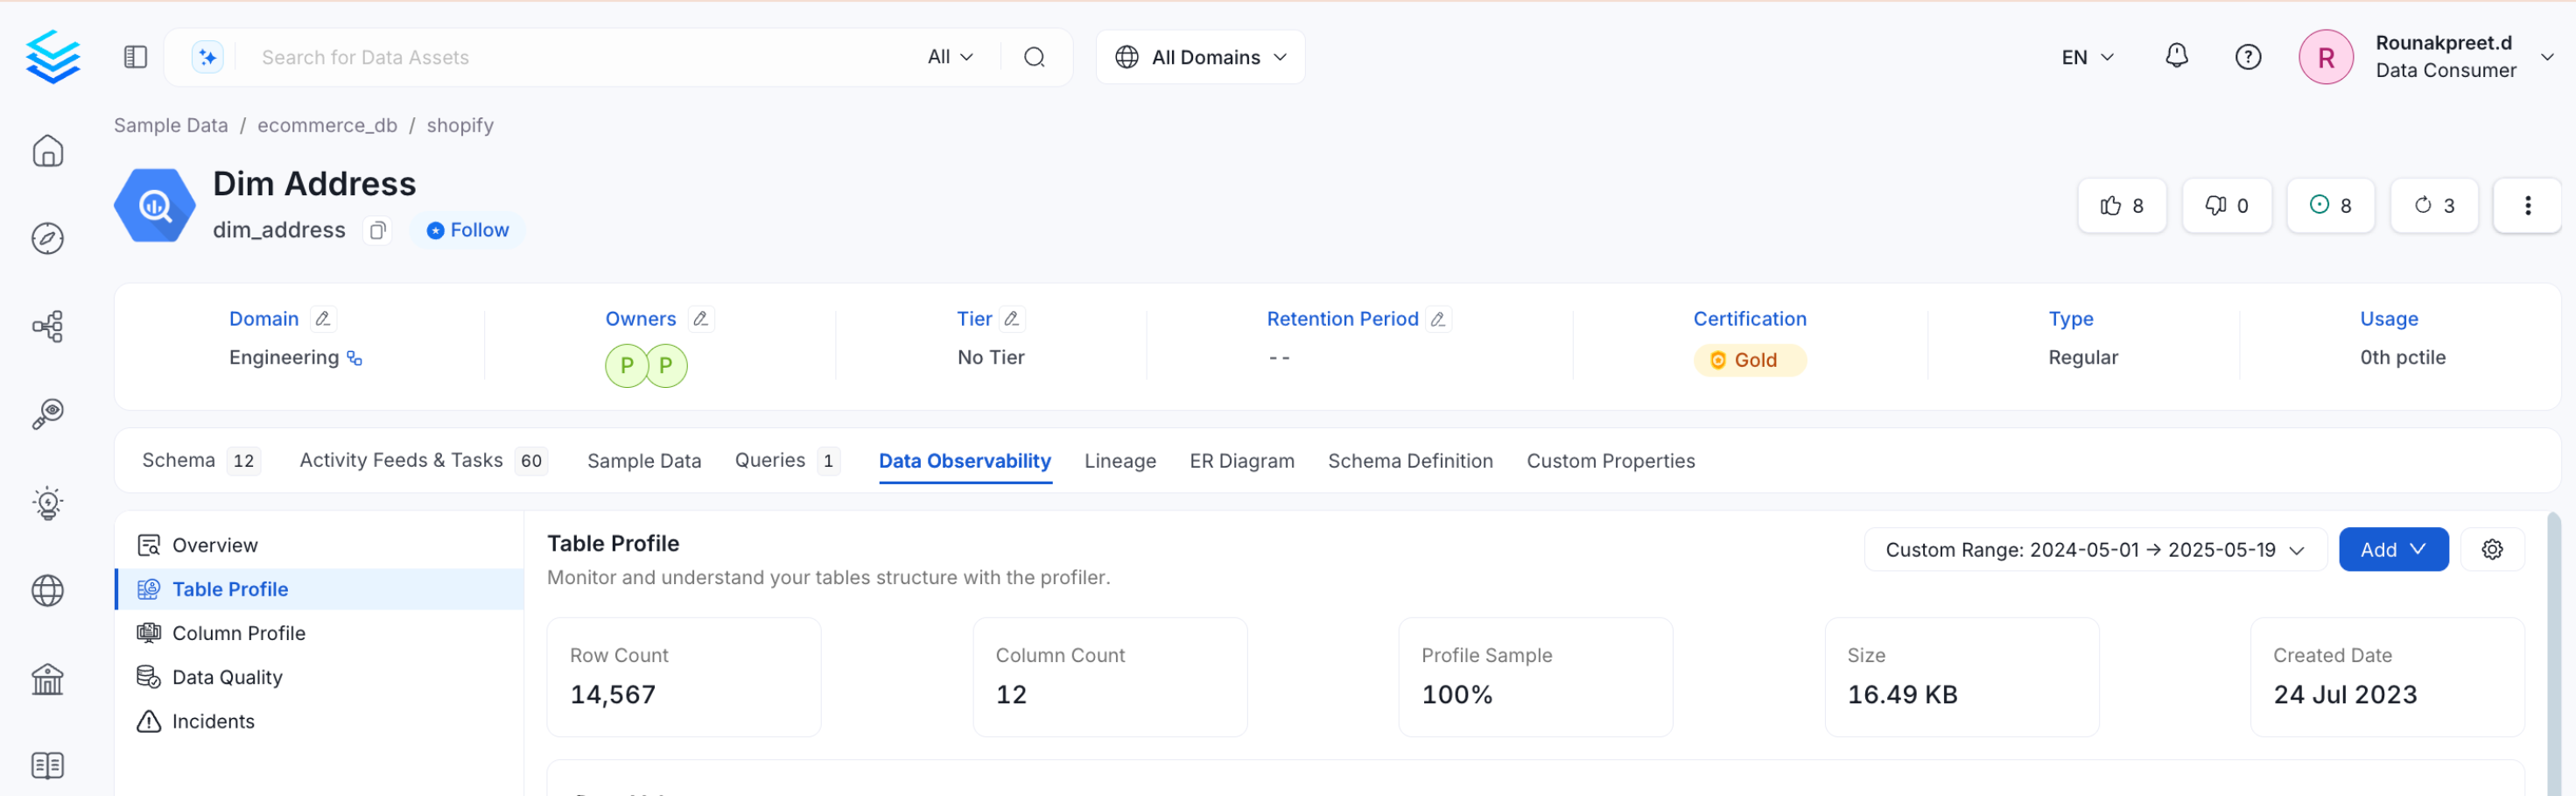 Search for Data Assets
All
All Domains
EN
R
Rounakpreet.d
Data Consumer
Sample Data / ecommerce_db / shopify
Dim Address
dim_address
Follow
8
0
8
3
Domain
Engineering
Owners
P
P
Tier
No Tier
Retention Period
--
Certification
Gold
Type
Regular
Usage
0th pctile
Schema 12
Activity Feeds & Tasks 60
Sample Data
Queries 1
Data Observability
Lineage
ER Diagram
Schema Definition
Custom Properties
Overview
Table Profile
Column Profile
Data Quality
Incidents
Table Profile
Monitor and understand your tables structure with the profiler.
Custom Range: 2024-05-01 → 2025-05-19
Add
Row Count
14,567
Column Count
12
Profile Sample
100%
Size
16.49 KB
Created Date
24 Jul 2023